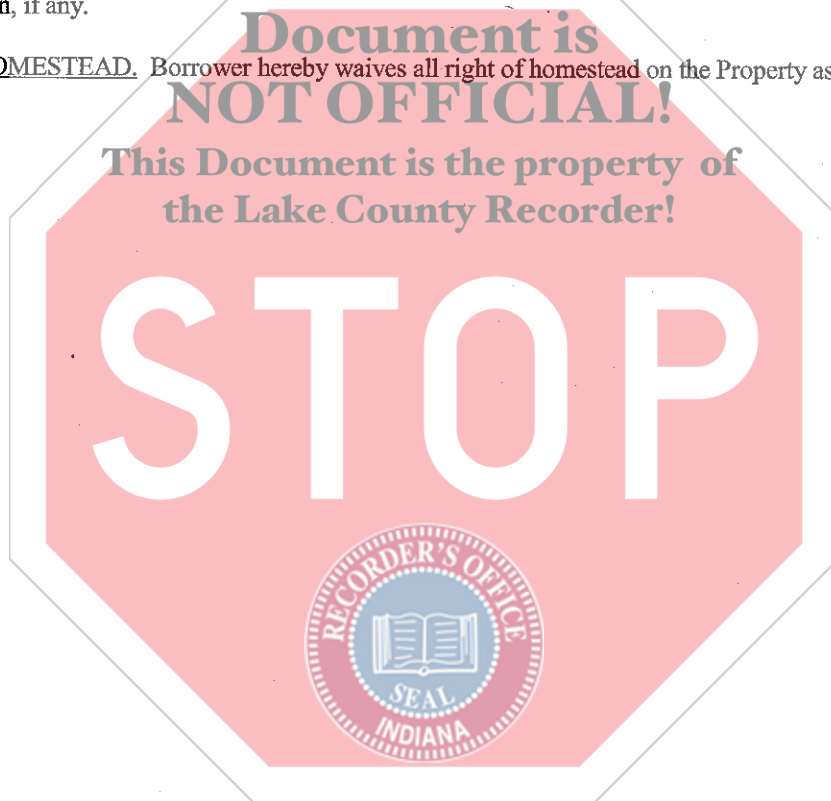 n, if any.
Document is
OMESTEAD. Borrower hereby waives all right of homestead on the Property as
NOT OFFICIAL!
This Document is the property of
the Lake County Recorder!
STOP
RECORDER'S OFFICE
SEAL
INDIANA